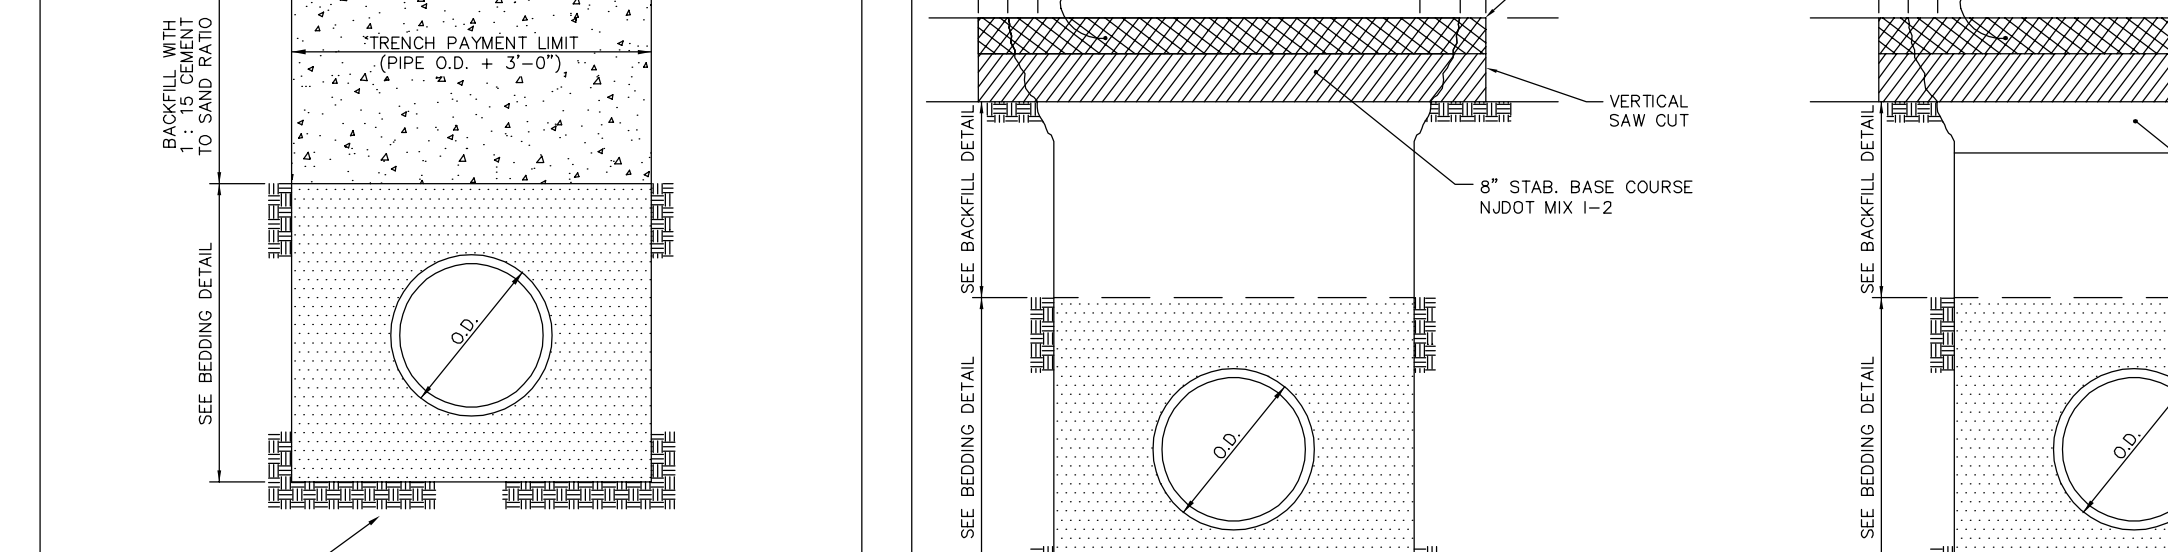 BACKFILL WITH
1 : 15 CEMENT
TO SAND RATIO
TRENCH PAYMENT LIMIT
(PIPE O.D. + 3'-0")
SEE BEDDING DETAIL
O.D.
SEE BACKFILL DETAIL
SEE BEDDING DETAIL
O.D.
VERTICAL
SAW CUT
8" STAB. BASE COURSE
NJDOT MIX I-2
SEE BACKFILL DETAIL
SEE BEDDING DETAIL
O.D.